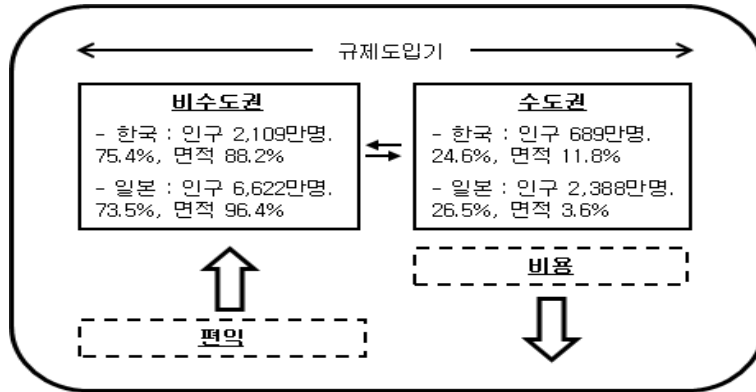 규제도입기
비수도권
- 한국 : 인구 2,109만명.
75.4%, 면적 88.2%
- 일본 : 인구 6,622만명.
73.5%, 면적 96.4%
수도권
- 한국 : 인구 689만명.
24.6%, 면적 11.8%
- 일본 : 인구 2,388만명.
26.5%, 면적 3.6%
비용
편익